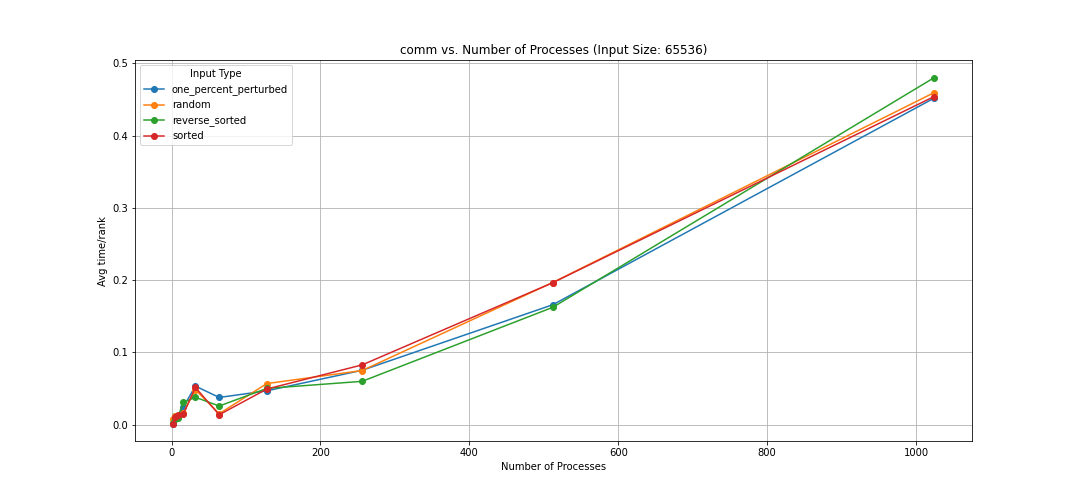 comm vs. Number of Processes (Input Size: 65536)
Input Type
one_percent_perturbed
random
reverse_sorted
sorted
Avg time/rank
0.5
0.4
0.3
0.2
0.1
0.0
0
200
400
600
800
1000
Number of Processes